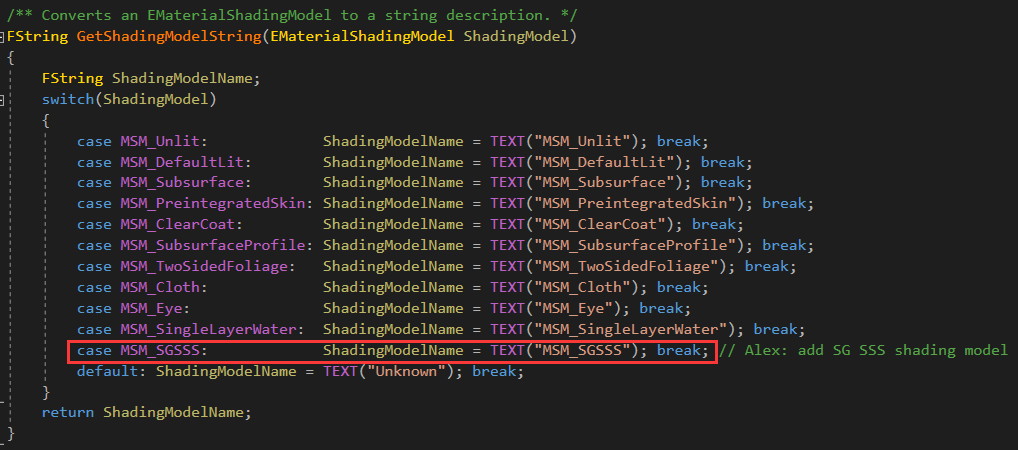 /** Converts an EMaterialShadingModel to a string description. */
FString GetShadingModelString(EMaterialShadingModel ShadingModel)
{
FString ShadingModelName;
switch(ShadingModel)
{
case MSM_Unlit: ShadingModelName = TEXT("MSM_Unlit"); break;
case MSM_DefaultLit: ShadingModelName = TEXT("MSM_DefaultLit"); break;
case MSM_Subsurface: ShadingModelName = TEXT("MSM_Subsurface"); break;
case MSM_PreintegratedSkin: ShadingModelName = TEXT("MSM_PreintegratedSkin"); break;
case MSM_ClearCoat: ShadingModelName = TEXT("MSM_ClearCoat"); break;
case MSM_SubsurfaceProfile: ShadingModelName = TEXT("MSM_SubsurfaceProfile"); break;
case MSM_TwoSidedFoliage: ShadingModelName = TEXT("MSM_TwoSidedFoliage"); break;
case MSM_Cloth: ShadingModelName = TEXT("MSM_Cloth"); break;
case MSM_Eye: ShadingModelName = TEXT("MSM_Eye"); break;
case MSM_SingleLayerWater: ShadingModelName = TEXT("MSM_SingleLayerWater"); break;
case MSM_SGSSS: ShadingModelName = TEXT("MSM_SGSSS"); break; // Alex: add SG SSS shading model
default: ShadingModelName = TEXT("Unknown"); break;
}
return ShadingModelName;
}